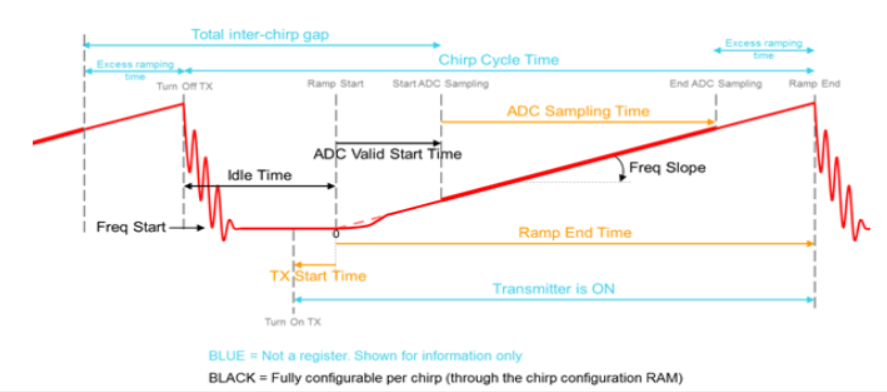 Total inter-chirp gap
Excess ramping
time
Chirp Cycle Time
Excess ramping
time
Turn Off TX
Ramp Start
Start ADC Sampling
End ADC Sampling
Ramp End
ADC Sampling Time
ADC Valid Start Time
Freq Slope
Idle Time
Freq Start
0
Ramp End Time
TX Start Time
Transmitter is ON
Turn On TX
BLUE = Not a register. Shown for information only
BLACK = Fully configurable per chirp (through the chirp configuration RAM)